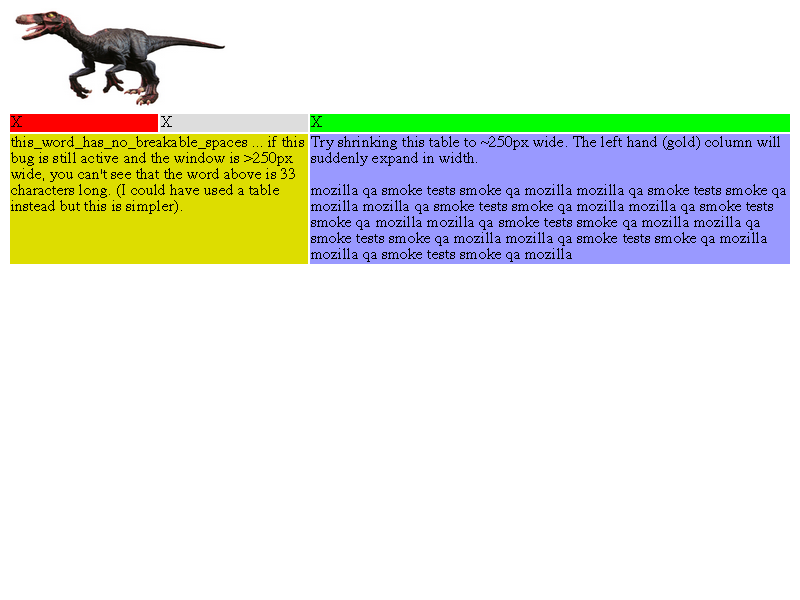 X X X
this_word_has_no_breakable_spaces ... if this
bug is still active and the window is >250px
wide, you can't see that the word above is 33
characters long. (I could have used a table
instead but this is simpler).
Try shrinking this table to ~250px wide. The left hand (gold) column will
suddenly expand in width.
mozilla qa smoke tests smoke qa mozilla mozilla qa smoke tests smoke qa
mozilla mozilla qa smoke tests smoke qa mozilla mozilla qa smoke tests
smoke qa mozilla mozilla qa smoke tests smoke qa mozilla mozilla qa
smoke tests smoke qa mozilla mozilla qa smoke tests smoke qa mozilla
mozilla qa smoke tests smoke qa mozilla